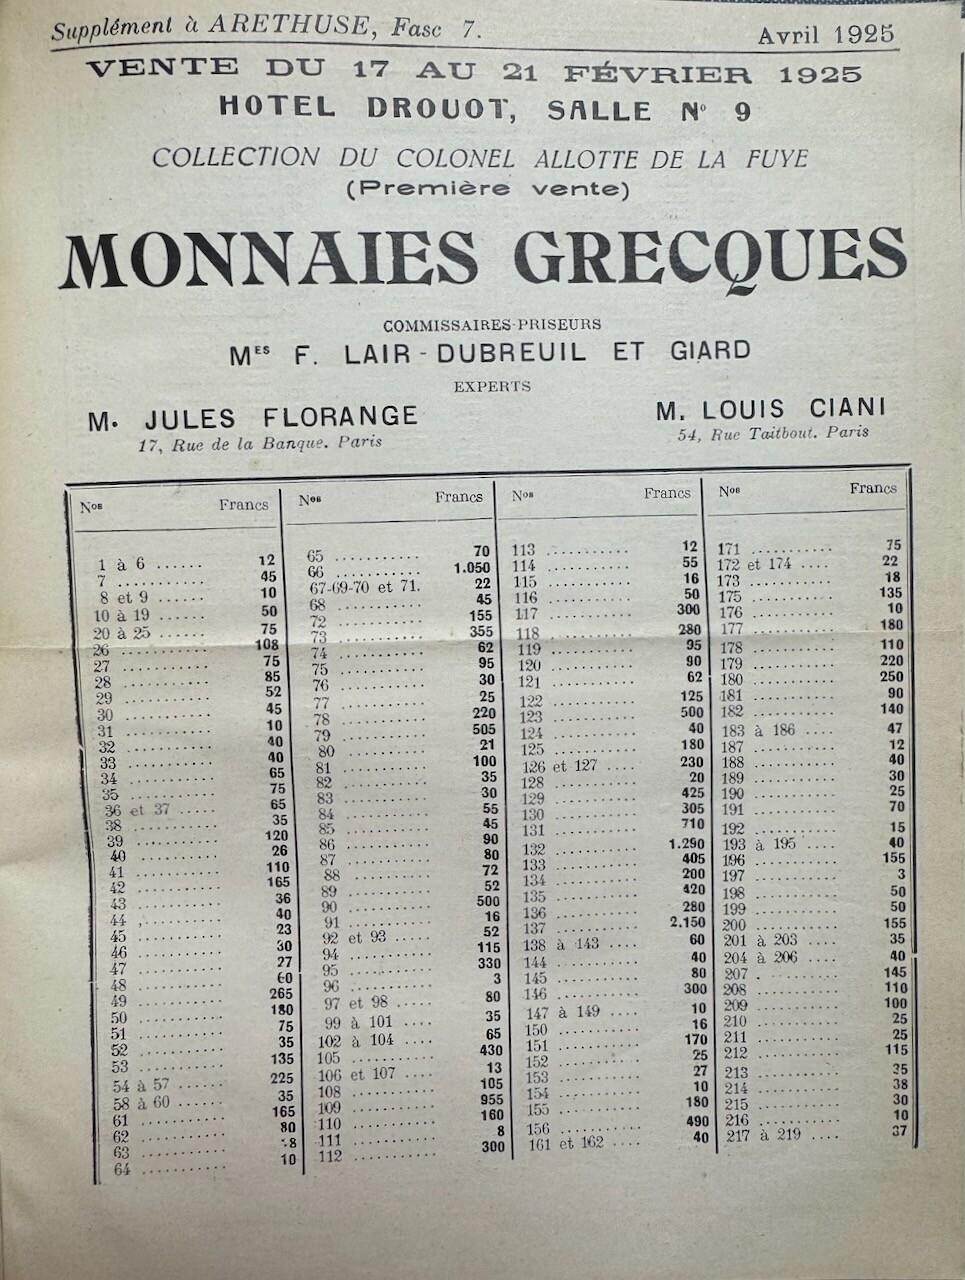 Supplément à ARETHUSE, Fasc 7. Avril 1925
VENTE DU 17 AU 21 FÉVRIER 1925
HOTEL DROUOT, SALLE No 9
COLLECTION DU COLONEL ALLOTTE DE LA FUYE
(Première vente)
MONNAIES GRECQUES
COMMISSAIRES-PRISEURS
MES F. LAIR-DUBREUIL ET GIARD
EXPERTS
M. JULES FLORANGE
17, Rue de la Banque. Paris
M. LOUIS CIANI
54, Rue Taitbout. Paris
Nos Francs
1 à 6 ...... 12
7 ........... 45
8 et 9 ...... 10
10 à 19 ...... 50
20 à 25 ...... 75
26 ........... 108
27 ........... 75
28 ........... 85
29 ........... 52
30 ........... 45
31 ........... 10
32 ........... 40
33 ........... 40
34 ........... 65
35 ........... 75
36 et 37 ...... 65
38 ........... 35
39 ........... 120
40 ........... 26
41 ........... 110
42 ........... 165
43 ........... 36
44 ........... 40
45 ........... 23
46 ........... 30
47 ........... 27
48 ........... 60
49 ........... 265
50 ........... 180
51 ........... 75
52 ........... 35
53 ........... 135
54 à 57 ...... 225
58 à 60 ...... 35
61 ........... 165
62 ........... 80
63 ........... 8
64 ........... 10
Nos Francs
65 ........... 70
66 ........... 1.050
67-69-70 et 71. 22
68 ........... 45
72 ........... 155
73 ........... 355
74 ........... 62
75 ........... 95
76 ........... 30
77 ........... 25
78 ........... 220
79 ........... 505
80 ........... 21
81 ........... 100
82 ........... 35
83 ........... 30
84 ........... 55
85 ........... 45
86 ........... 90
87 ........... 80
88 ........... 72
89 ........... 52
90 ........... 500
91 ........... 16
92 et 93 ..... 52
94 ........... 115
95 ........... 330
96 ........... 3
97 et 98 ..... 80
99 à 101 .... 35
102 à 104 .... 65
105 ........... 430
106 et 107 .... 13
108 ........... 105
109 ........... 955
110 ........... 160
111 ........... 8
112 ........... 300
Nos Francs
113 ........... 12
114 ........... 55
115 ........... 16
116 ........... 50
117 ........... 300
118 ........... 280
119 ........... 95
120 ........... 90
121 ........... 62
122 ........... 125
123 ........... 500
124 ........... 40
125 ........... 180
126 et 127 .... 230
128 ........... 20
129 ........... 425
130 ........... 305
131 ........... 710
132 ........... 1.290
133 ........... 405
134 ........... 200
135 ........... 420
136 ........... 280
137 ........... 2.150
138 à 143 .... 60
144 ........... 40
145 ........... 80
146 ........... 300
147 à 149 .... 10
150 ........... 16
151 ........... 170
152 ........... 25
153 ........... 27
154 ........... 10
155 ........... 180
156 ........... 490
161 et 162 .... 40
Nos Francs
171 ........... 75
172 et 174 .... 22
173 ........... 18
175 ........... 135
176 ........... 10
177 ........... 180
178 ........... 110
179 ........... 220
180 ........... 250
181 ........... 90
182 ........... 140
183 à 186 .... 47
187 ........... 12
188 ........... 40
189 ........... 30
190 ........... 25
191 ........... 70
192 ........... 15
193 à 195 .... 40
196 ........... 155
197 ........... 3
198 ........... 50
199 ........... 50
200 ........... 155
201 à 203 .... 35
204 à 206 .... 40
207 . 145
208 ........... 110
209 ........... 100
210 ........... 25
211 ........... 25
212 ........... 115
213 ........... 35
214 ........... 38
215 ........... 30
216 ........... 10
217 à 219 .... 37